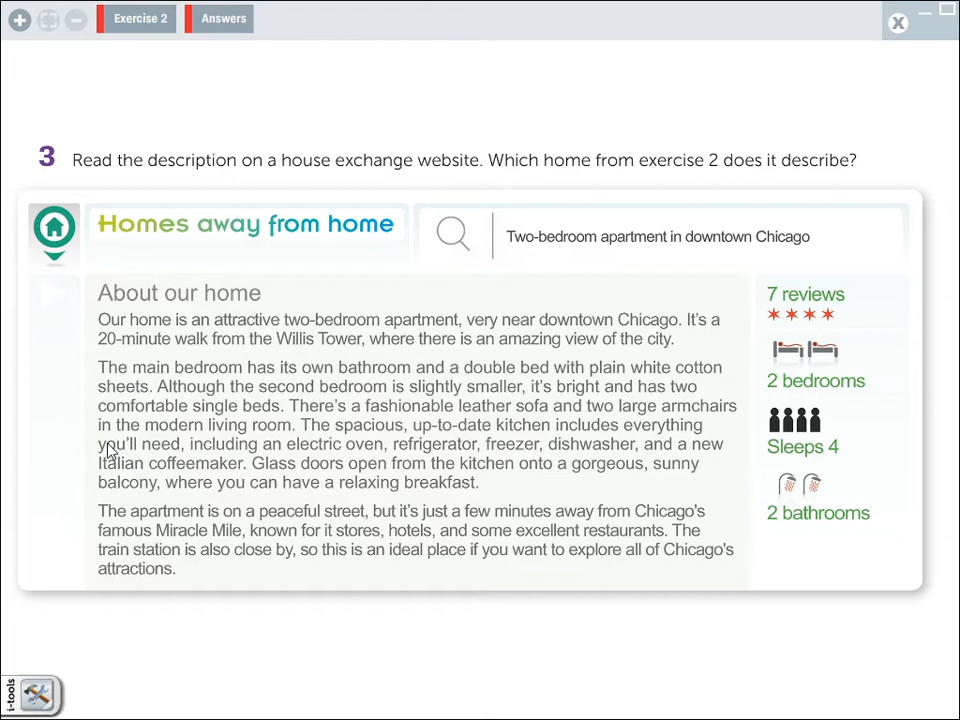 Exercise 2
Answers
3 Read the description on a house exchange website. Which home from exercise 2 does it describe?
Homes away from home
Two-bedroom apartment in downtown Chicago
About our home
Our home is an attractive two-bedroom apartment, very near downtown Chicago. It's a
20-minute walk from the Willis Tower, where there is an amazing view of the city.
The main bedroom has its own bathroom and a double bed with plain white cotton
sheets. Although the second bedroom is slightly smaller, it's bright and has two
comfortable single beds. There's a fashionable leather sofa and two large armchairs
in the modern living room. The spacious, up-to-date kitchen includes everything
you'll need, including an electric oven, refrigerator, freezer, dishwasher, and a new
Italian coffeemaker. Glass doors open from the kitchen onto a gorgeous, sunny
balcony, where you can have a relaxing breakfast.
The apartment is on a peaceful street, but it's just a few minutes away from Chicago's
famous Miracle Mile, known for it stores, hotels, and some excellent restaurants. The
train station is also close by, so this is an ideal place if you want to explore all of Chicago's
attractions.
7 reviews
2 bedrooms
Sleeps 4
2 bathrooms
i-tools